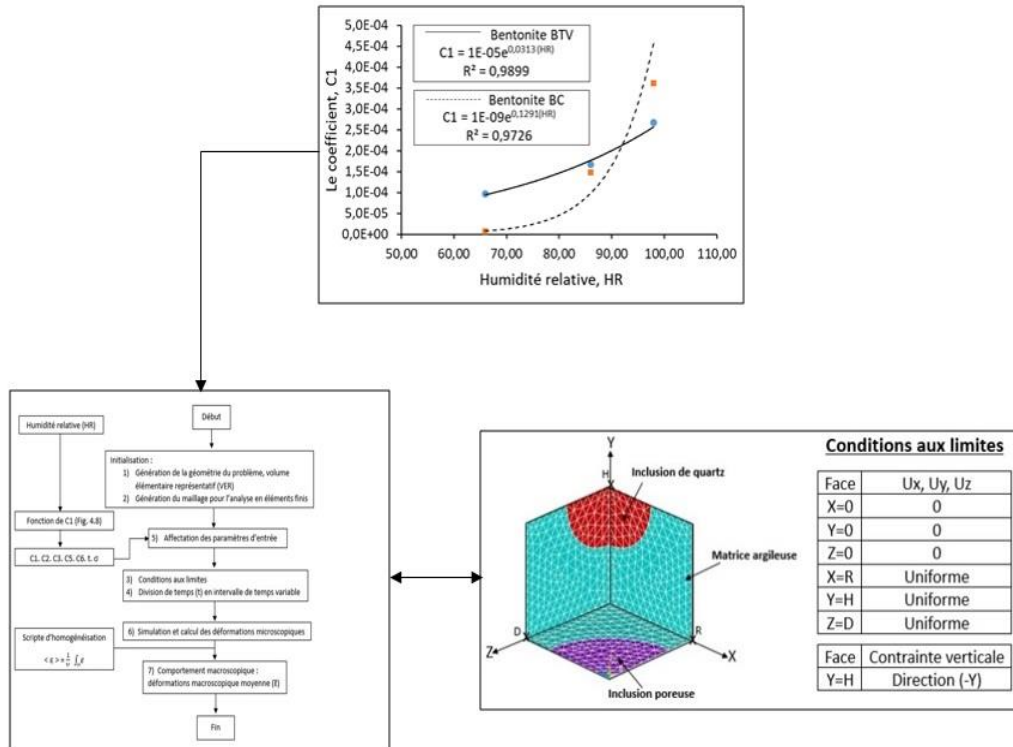 Le coefficient, C1
5,0E-04
4,5E-04
4,0E-04
3,5E-04
3,0E-04
2,5E-04
2,0E-04
1,5E-04
1,0E-04
5,0E-05
0,0E+00
Bentonite BTV
C1 = 1E-05e^0,0313(HR)
R² = 0,9899
Bentonite BC
C1 = 1E-09e^0,1291(HR)
R² = 0,9726
50,00 60,00 70,00 80,00 90,00 100,00 110,00
Humidité relative, HR
Début
Humidité relative (HR)
Initialisation :
1) Génération de la géométrie du problème, volume
élémentaire représentatif (VER)
2) Génération du maillage pour l'analyse en éléments finis
Fonction de C1 (Fig. 4.8)
5) Affectation des paramètres d'entrée
3) Conditions aux limites
4) Division de temps (t) en intervalle de temps variable
6) Simulation et calcul des déformations microscopiques
Scripte d'homogénéisation
7) Comportement macroscopique :
déformations macroscopique moyenne (E)
Fin
Y
H
Inclusion de quartz
Matrice argileuse
D
Z
R
X
Inclusion poreuse
Conditions aux limites
Face Ux, Uy, Uz
X=0 0
Y=0 0
Z=0 0
X=R Uniforme
Y=H Uniforme
Z=D Uniforme
Face Contrainte verticale
Y=H Direction (-Y)